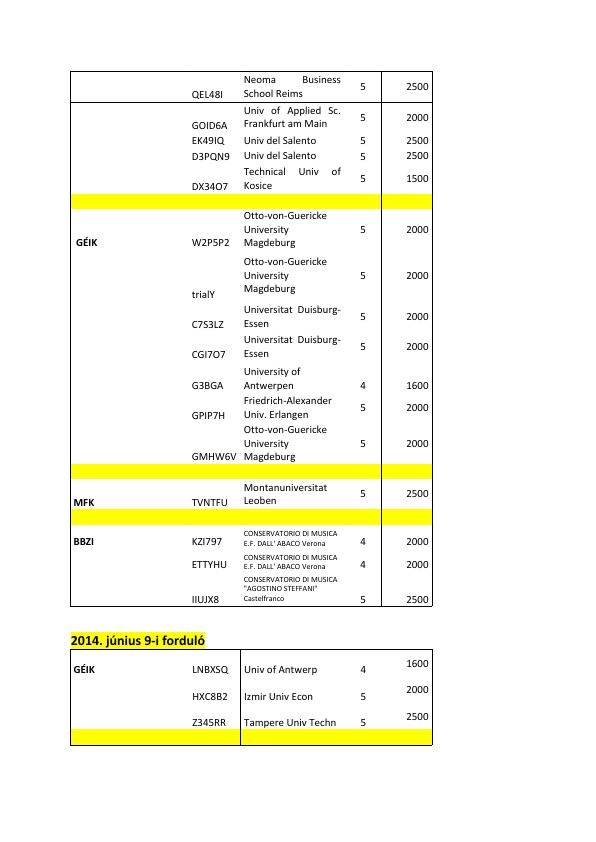 Neoma Business
School Reims
QEL48I 5 2500
Univ of Applied Sc.
Frankfurt am Main
GOID6A 5 2000
EK49IQ Univ del Salento 5 2500
D3PQN9 Univ del Salento 5 2500
Technical Univ of
Kosice
DX34O7 5 1500
Otto-von-Guericke
University
Magdeburg
GÉIK W2P5P2 5 2000
Otto-von-Guericke
University
Magdeburg
trialY 5 2000
Universitat Duisburg-
Essen
C7S3LZ 5 2000
Universitat Duisburg-
Essen
CGI7O7 5 2000
University of
Antwerpen
G3BGA 4 1600
Friedrich-Alexander
Univ. Erlangen
GPIP7H 5 2000
Otto-von-Guericke
University
Magdeburg
GMHW6V 5 2000
Montanuniversitat
Leoben
MFK TVNTFU 5 2500
CONSERVATORIO DI MUSICA
E.F. DALL' ABACO Verona
BBZI KZI797 4 2000
CONSERVATORIO DI MUSICA
E.F. DALL' ABACO Verona
ETTYHU 4 2000
CONSERVATORIO DI MUSICA
"AGOSTINO STEFFANI"
Castelfranco
IIUJX8 5 2500
2014. június 9-i forduló
GÉIK LNBXSQ Univ of Antwerp 4 1600
HXC8B2 Izmir Univ Econ 5 2000
Z345RR Tampere Univ Techn 5 2500